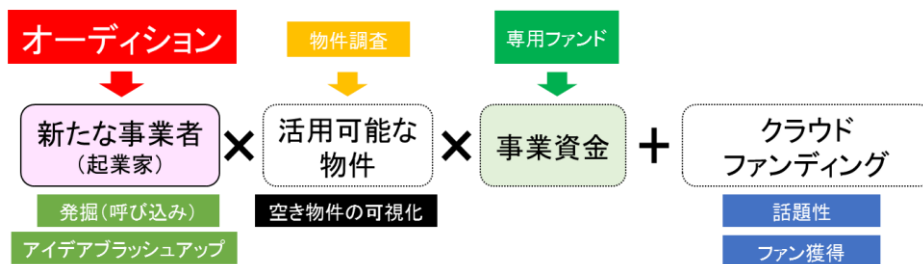 オーディション
物件調査
専用ファンド
新たな事業者
(起業家)
×
活用可能な
物件
×
事業資金
+
クラウド
ファンディング
発掘(呼び込み)
アイデアブラッシュアップ
空き物件の可視化
話題性
ファン獲得